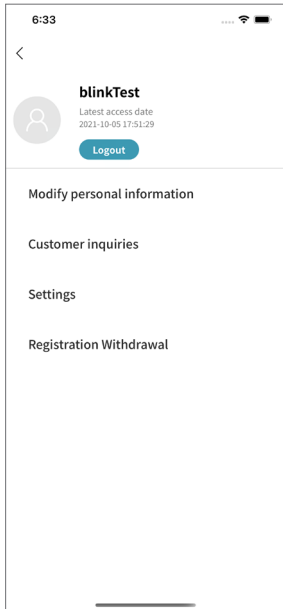 6:33
blinkTest
Latest access date
2021-10-05 17:51:29
Logout
Modify personal information
Customer inquiries
Settings
Registration Withdrawal